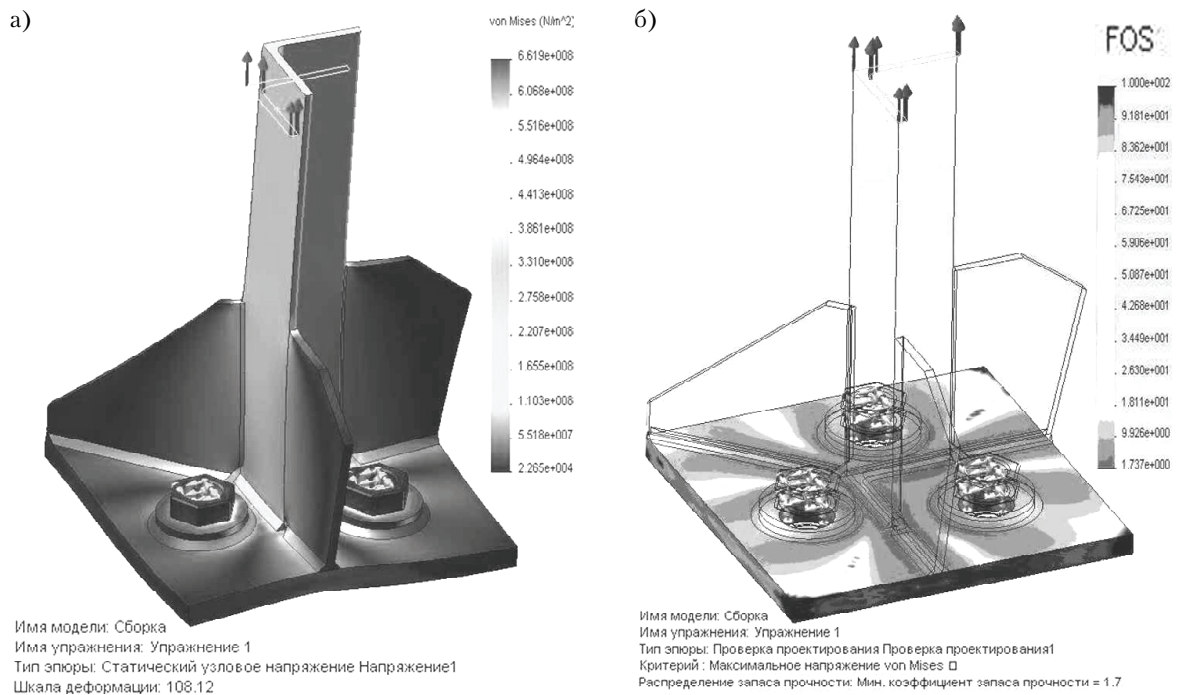 а)
von Mises (N/m^2)
6.619e+008
6.068e+008
5.516e+008
4.964e+008
4.413e+008
3.861e+008
3.310e+008
2.758e+008
2.207e+008
1.655e+008
1.103e+008
5.518e+007
2.265e+004
Имя модели: Сборка
Имя упражнения: Упражнение 1
Тип эпюры: Статический узловое напряжение Напряжение1
Шкала деформации: 108.12
б)
FOS
1.000e+002
9.181e+001
8.362e+001
7.543e+001
6.725e+001
5.906e+001
5.087e+001
4.268e+001
3.449e+001
2.630e+001
1.811e+001
9.926e+000
1.737e+000
Имя модели: Сборка
Имя упражнения: Упражнение 1
Тип эпюры: Проверка проектирования Проверка проектирования1
Критерий : Максимальное напряжение von Mises □
Распределение запаса прочности: Мин. коэффициент запаса прочности = 1.7